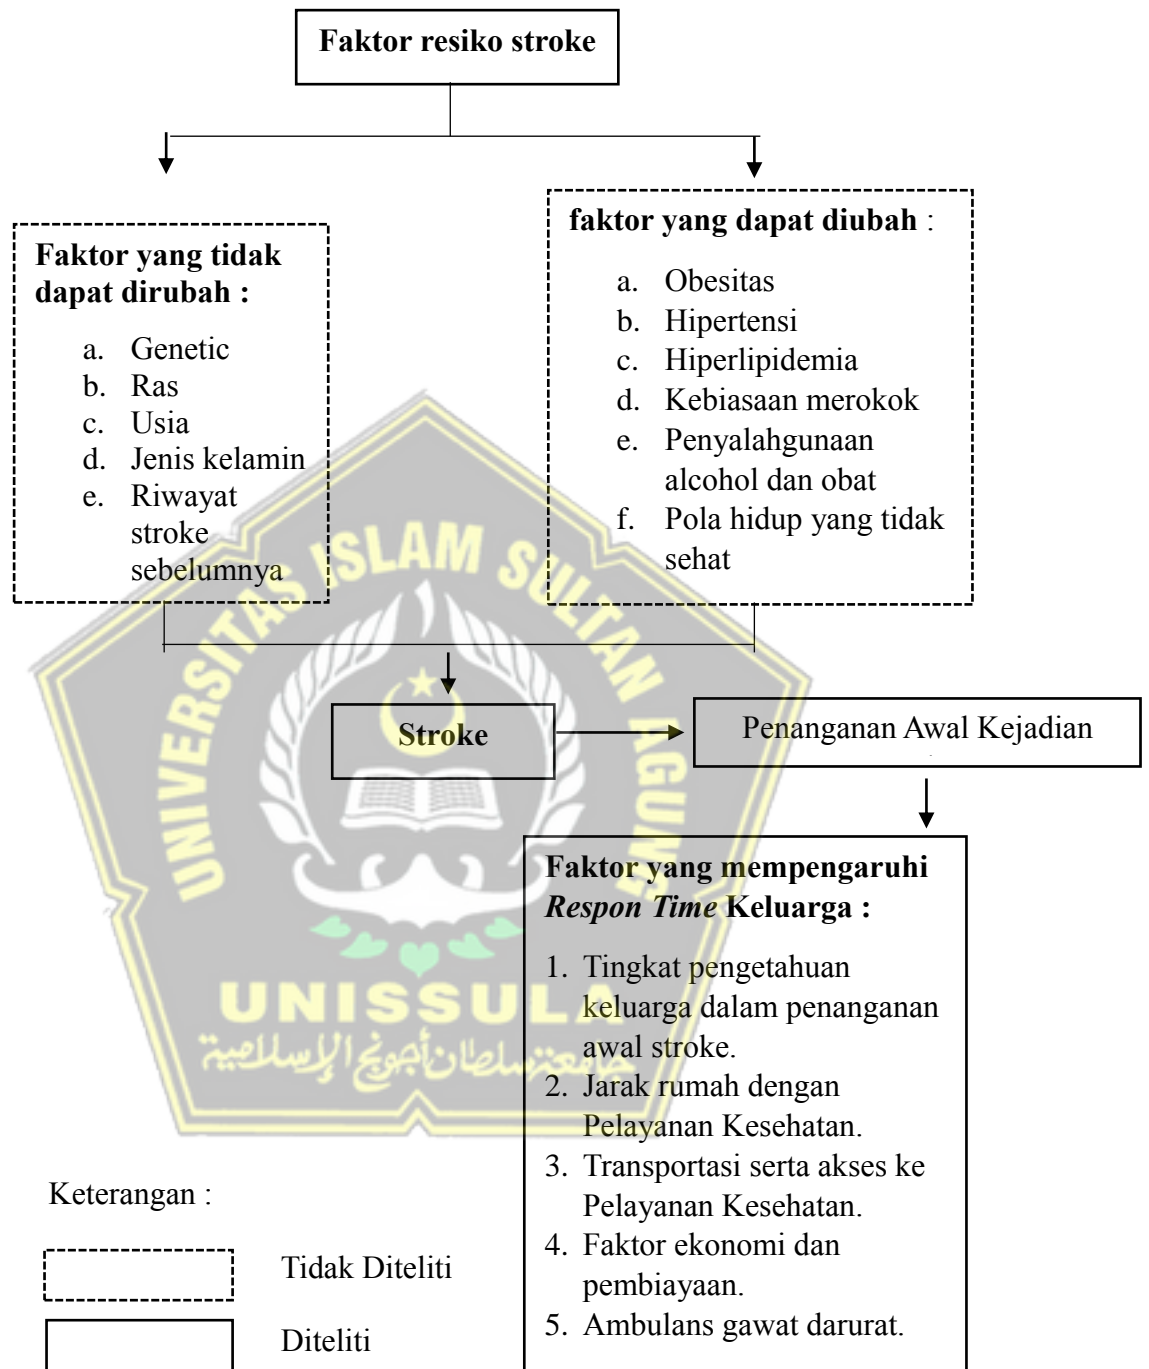 Faktor resiko stroke
Faktor yang tidak
dapat dirubah :
a. Genetic
b. Ras
c. Usia
d. Jenis kelamin
e. Riwayat
stroke
sebelumnya
faktor yang dapat diubah :
a. Obesitas
b. Hipertensi
c. Hiperlipidemia
d. Kebiasaan merokok
e. Penyalahgunaan
alcohol dan obat
f. Pola hidup yang tidak
sehat
Stroke
Penanganan Awal Kejadian
Faktor yang mempengaruhi
Respon Time Keluarga :
1. Tingkat pengetahuan
keluarga dalam penanganan
awal stroke.
2. Jarak rumah dengan
Pelayanan Kesehatan.
3. Transportasi serta akses ke
Pelayanan Kesehatan.
4. Faktor ekonomi dan
pembiayaan.
5. Ambulans gawat darurat.
UNIVERSITAS ISLAM SULTAN AGUNG
UNISSULA
جامعة سلطان أجونج الإسلامية
Keterangan :
Tidak Diteliti
Diteliti